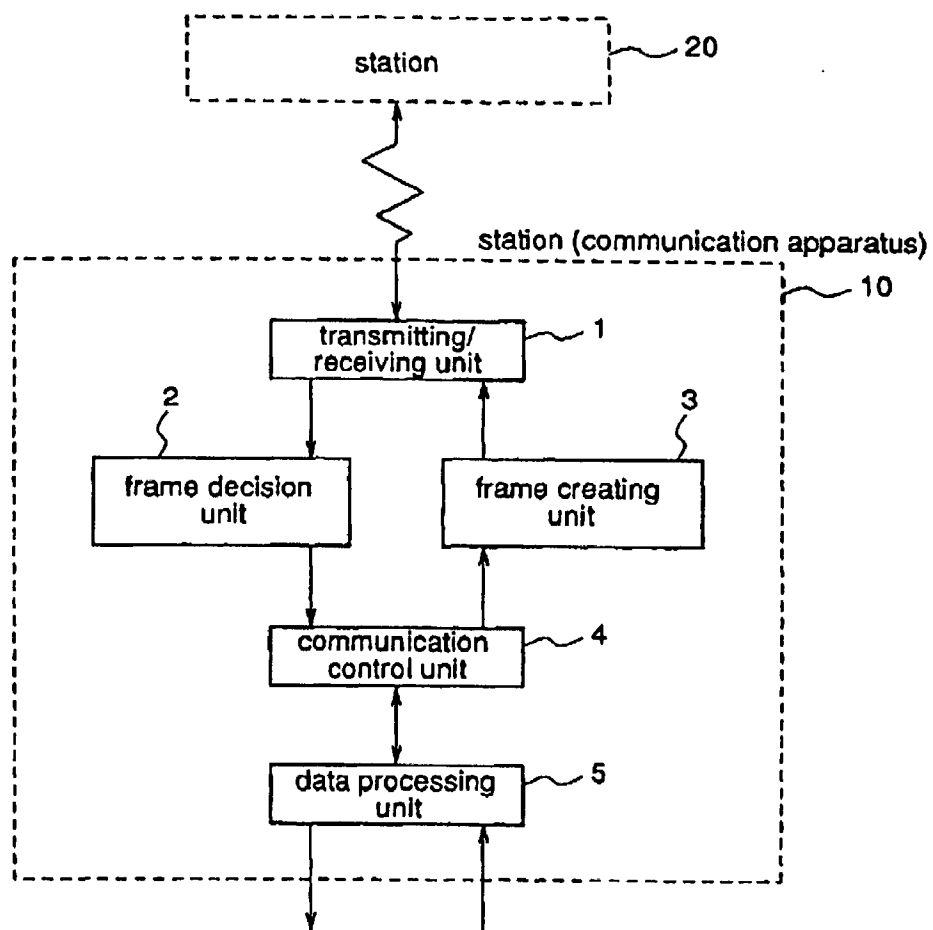 station
20
station (communication apparatus)
10
transmitting/
receiving unit
1
2
3
frame decision
unit
frame creating
unit
communication
control unit
4
data processing
unit
5